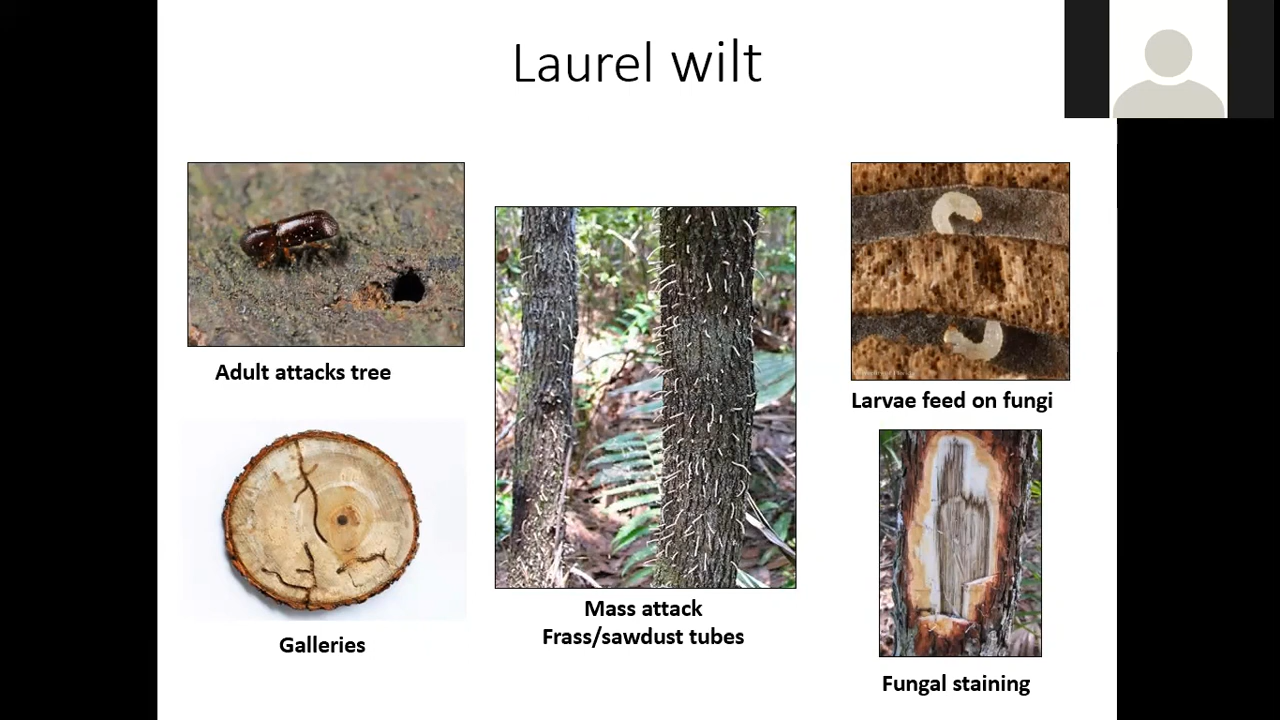 Laurel wilt
Adult attacks tree
Galleries
Mass attack
Frass/sawdust tubes
Larvae feed on fungi
Fungal staining